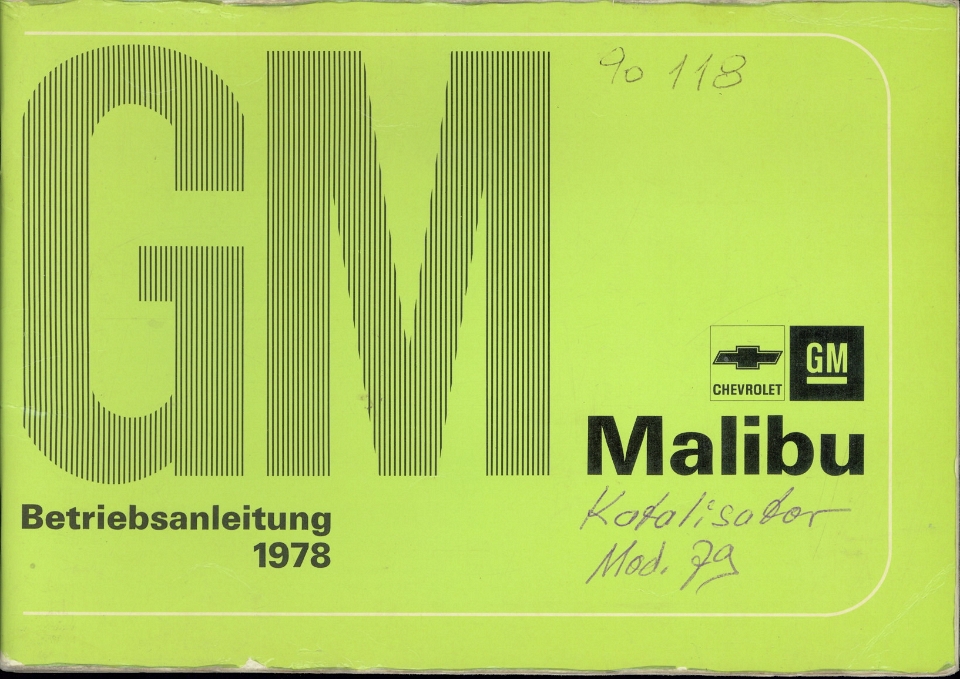 GM
90 118
CHEVROLET
GM
Malibu
Katalisator
Mod. 79
Betriebsanleitung
1978